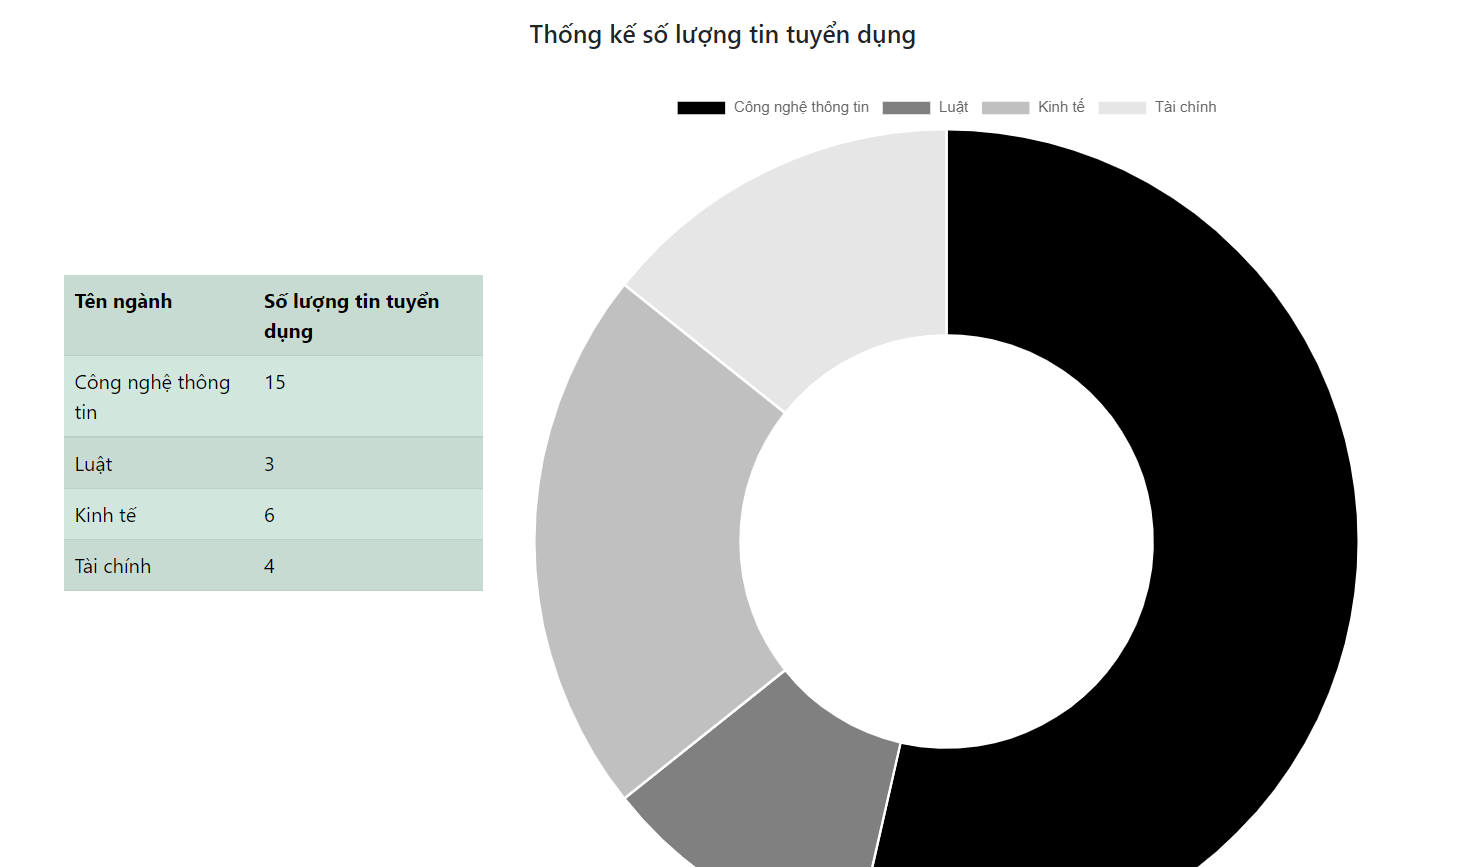 Thống kế số lượng tin tuyển dụng
Công nghệ thông tin Luật Kinh tế Tài chính
Tên ngành Số lượng tin tuyển
dụng
Công nghệ thông 15
tin
Luật 3
Kinh tế 6
Tài chính 4